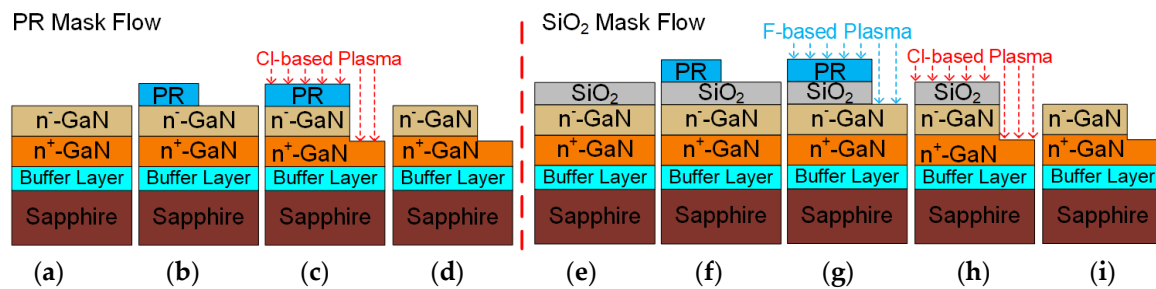 PR Mask Flow
SiO₂ Mask Flow
Cl-based Plasma
F-based Plasma
Cl-based Plasma
n⁻-GaN
n⁺-GaN
Buffer Layer
Sapphire
(a)
PR
n⁻-GaN
n⁺-GaN
Buffer Layer
Sapphire
(b)
PR
n⁻-GaN
n⁺-GaN
Buffer Layer
Sapphire
(c)
n⁻-GaN
n⁺-GaN
Buffer Layer
Sapphire
(d)
SiO₂
n⁻-GaN
n⁺-GaN
Buffer Layer
Sapphire
(e)
PR
SiO₂
n⁻-GaN
n⁺-GaN
Buffer Layer
Sapphire
(f)
PR
SiO₂
n⁻-GaN
n⁺-GaN
Buffer Layer
Sapphire
(g)
SiO₂
n⁻-GaN
n⁺-GaN
Buffer Layer
Sapphire
(h)
n⁻-GaN
n⁺-GaN
Buffer Layer
Sapphire
(i)